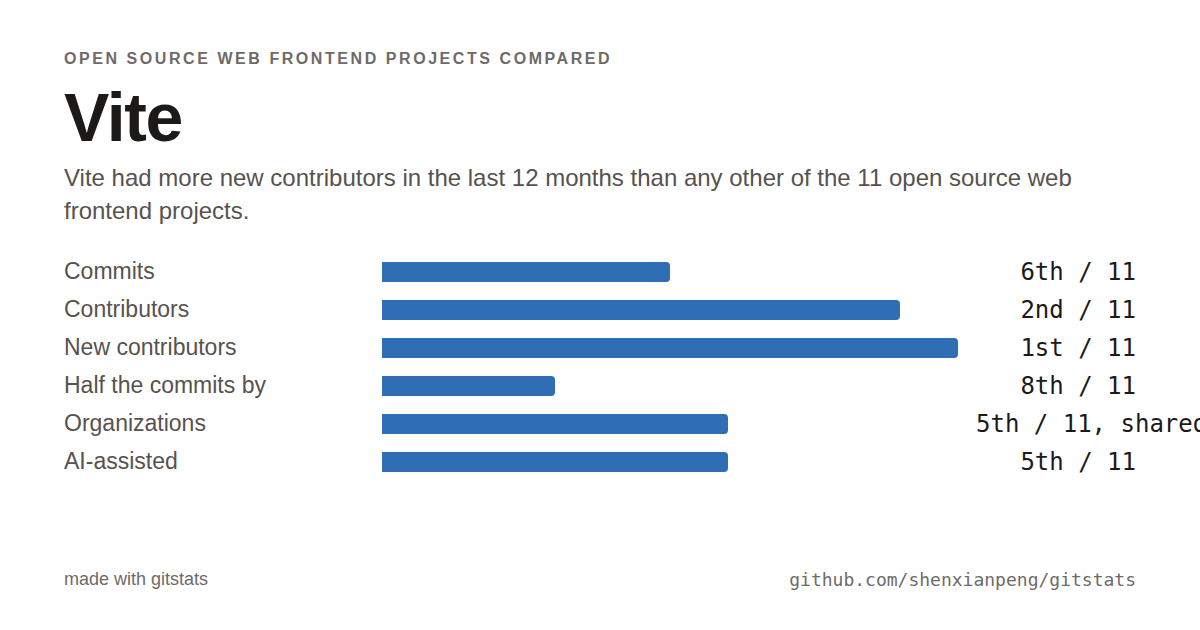 OPEN SOURCE WEB FRONTEND PROJECTS COMPARED
Vite
Vite had more new contributors in the last 12 months than any other of the 11 open source web
frontend projects.
Commits 6th / 11
Contributors 2nd / 11
New contributors 1st / 11
Half the commits by 8th / 11
Organizations 5th / 11, shared
AI-assisted 5th / 11
made with gitstats github.com/shenxianpeng/gitstats